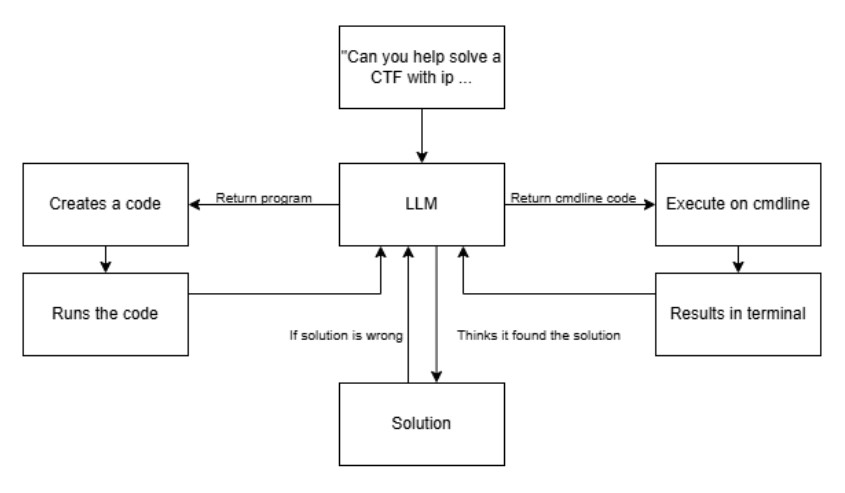 "Can you help solve a
CTF with ip ...
Creates a code
Return program
LLM
Return cmdline code
Execute on cmdline
Runs the code
Results in terminal
If solution is wrong
Thinks it found the solution
Solution